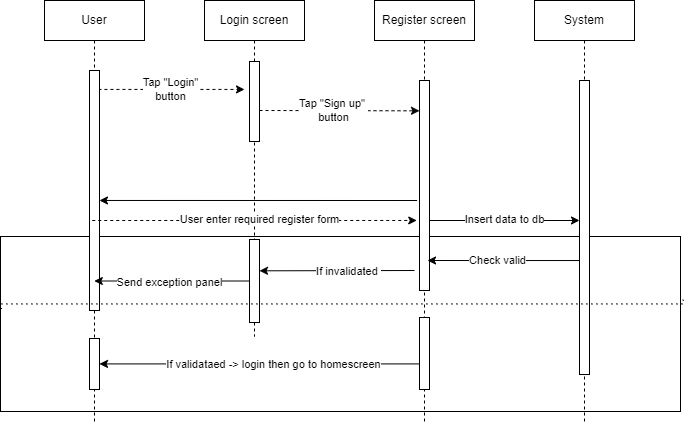 User
Login screen
Register screen
System
Tap "Login"
button
Tap "Sign up"
button
User enter required register form
Insert data to db
Check valid
If invalidated
Send exception panel
If validataed -> login then go to homescreen